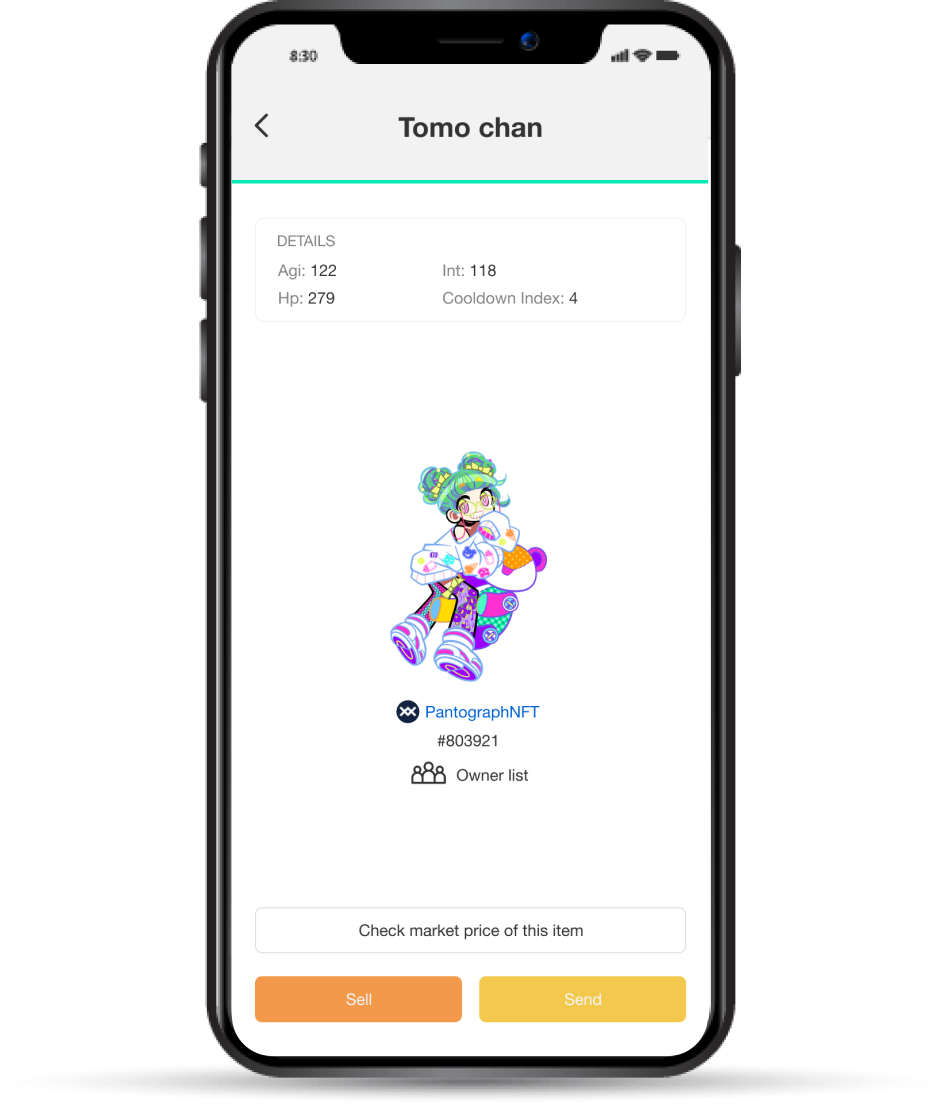 8:30
Tomo chan
DETAILS
Agi: 122 Int: 118
Hp: 279 Cooldown Index: 4
PantographNFT
#803921
Owner list
Check market price of this item
Sell Send